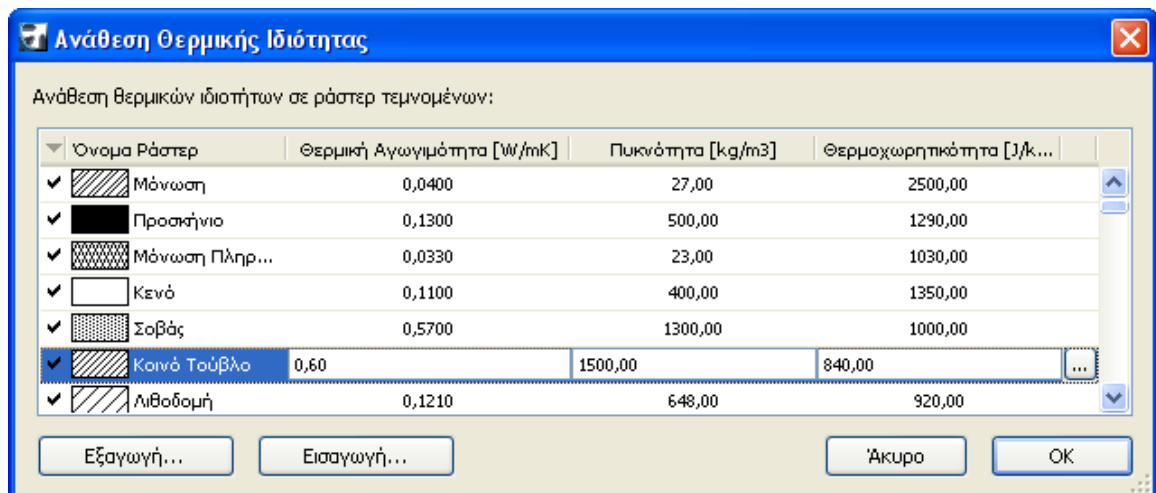 Ανάθεση Θερμικής Ιδιότητας
Ανάθεση θερμικών ιδιοτήτων σε ράστερ τεμνομένων:
Όνομα Ράστερ Θερμική Αγωγιμότητα [W/mK] Πυκνότητα [kg/m3] Θερμοχωρητικότητα [J/k...
Μόνωση 0,0400 27,00 2500,00
Προσκήνιο 0,1300 500,00 1290,00
Μόνωση Πληρ... 0,0330 23,00 1030,00
Κενό 0,1100 400,00 1350,00
Σοβάς 0,5700 1300,00 1000,00
Κοινό Τούβλο 0,60 1500,00 840,00 ...
Λιθοδομή 0,1210 648,00 920,00
Εξαγωγή... Εισαγωγή... Άκυρο OK